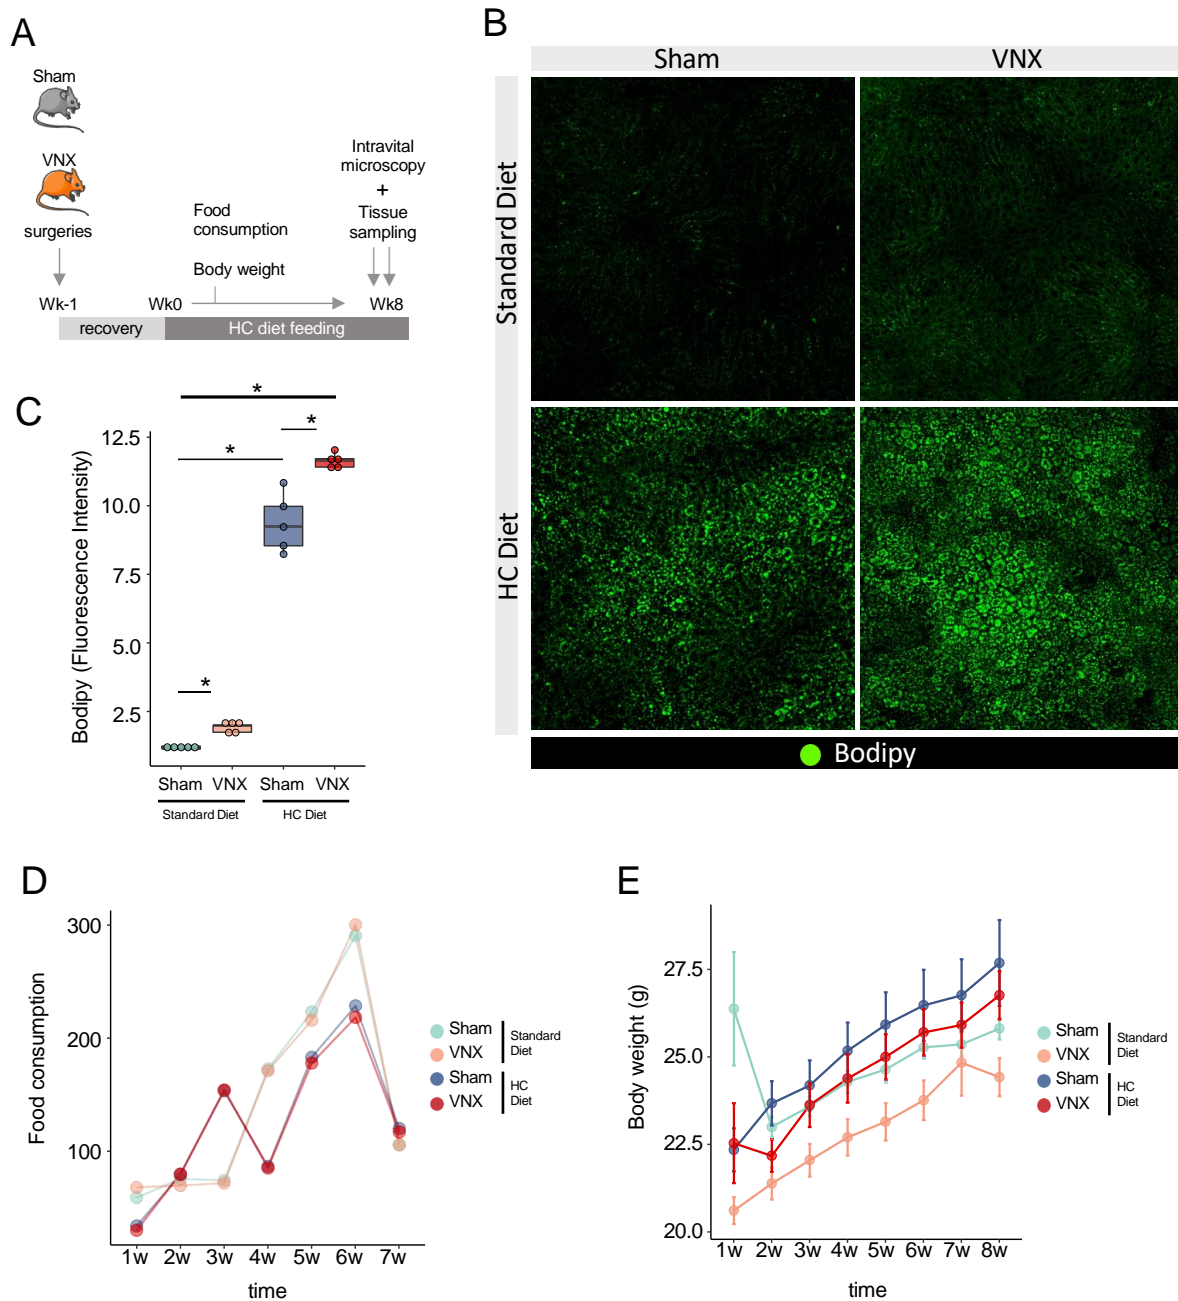 A
Sham
VNX
surgeries
Food
consumption
Body weight
Intravital
microscopy
+
Tissue
sampling
Wk-1
Wk0
Wk8
recovery
HC diet feeding
B
Sham
VNX
Standard Diet
HC Diet
Bodipy
C
*
*
*
*
Bodipy (Fluorescence Intensity)
12.5
10.0
7.5
5.0
2.5
Sham
VNX
Sham
VNX
Standard Diet
HC Diet
D
Food consumption
300
200
100
1w
2w
3w
4w
5w
6w
7w
time
Sham
VNX
Standard
Diet
Sham
VNX
HC
Diet
E
Body weight (g)
27.5
25.0
22.5
20.0
1w
2w
3w
4w
5w
6w
7w
8w
time
Sham
VNX
Standard
Diet
Sham
VNX
HC
Diet